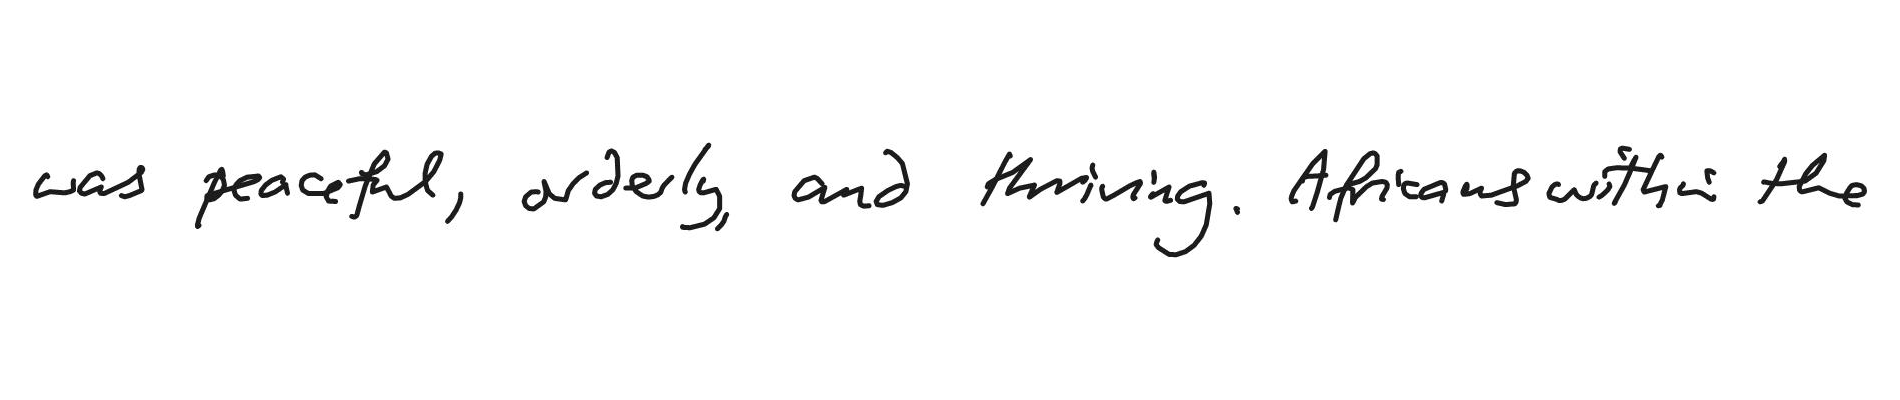 was peaceful, orderly, and thriving. Africans within the